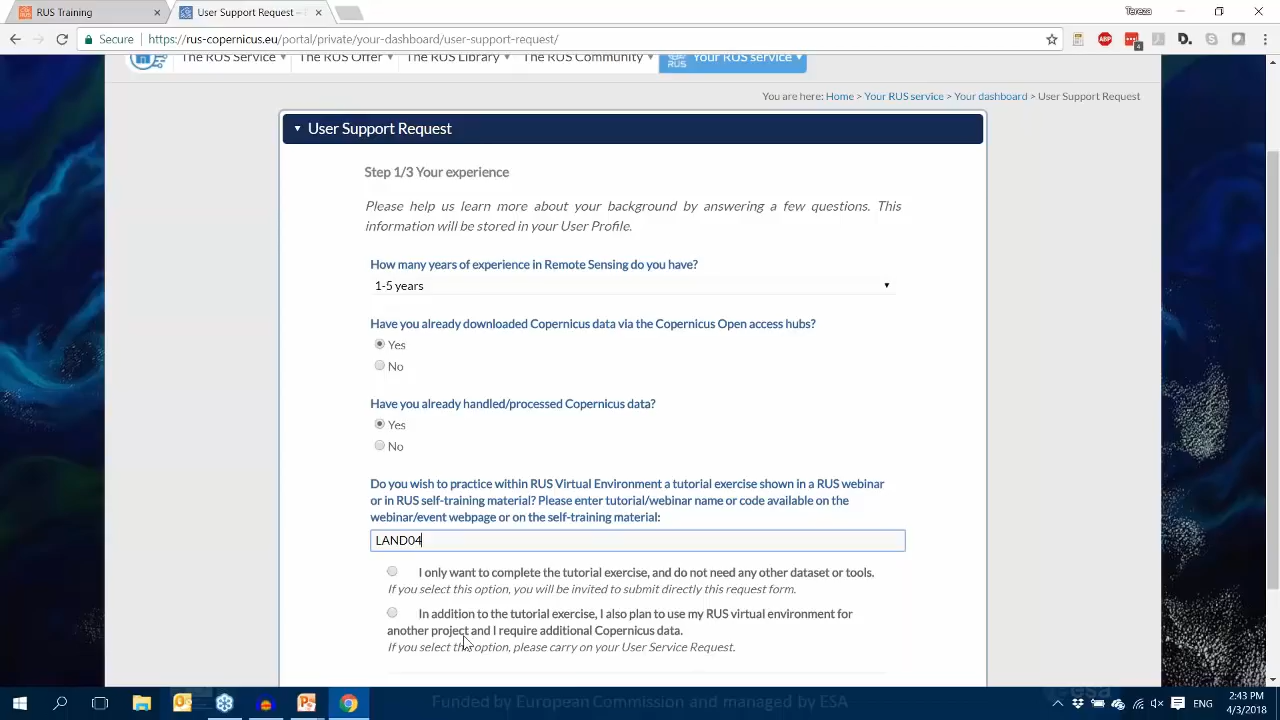 RUS Training
User Support Request –
Secure https://rus-copernicus.eu/portal/private/your-dashboard/user-support-request/
The RUS Service The RUS Offer The RUS Library The RUS Community RUS Your RUS service
You are here: Home > Your RUS service > Your dashboard > User Support Request
User Support Request
Step 1/3 Your experience
Please help us learn more about your background by answering a few questions. This
information will be stored in your User Profile.
How many years of experience in Remote Sensing do you have?
1-5 years
Have you already downloaded Copernicus data via the Copernicus Open access hubs?
Yes
No
Have you already handled/processed Copernicus data?
Yes
No
Do you wish to practice within RUS Virtual Environment a tutorial exercise shown in a RUS webinar
or in RUS self-training material? Please enter tutorial/webinar name or code available on the
webinar/event webpage or on the self-training material:
LAND04
I only want to complete the tutorial exercise, and do not need any other dataset or tools.
If you select this option, you will be invited to submit directly this request form.
In addition to the tutorial exercise, I also plan to use my RUS virtual environment for
another project and I require additional Copernicus data.
If you select this option, please carry on your User Service Request.
Funded by European Commission and managed by ESA
esa
ENG
2:43 PM
4/3/2018